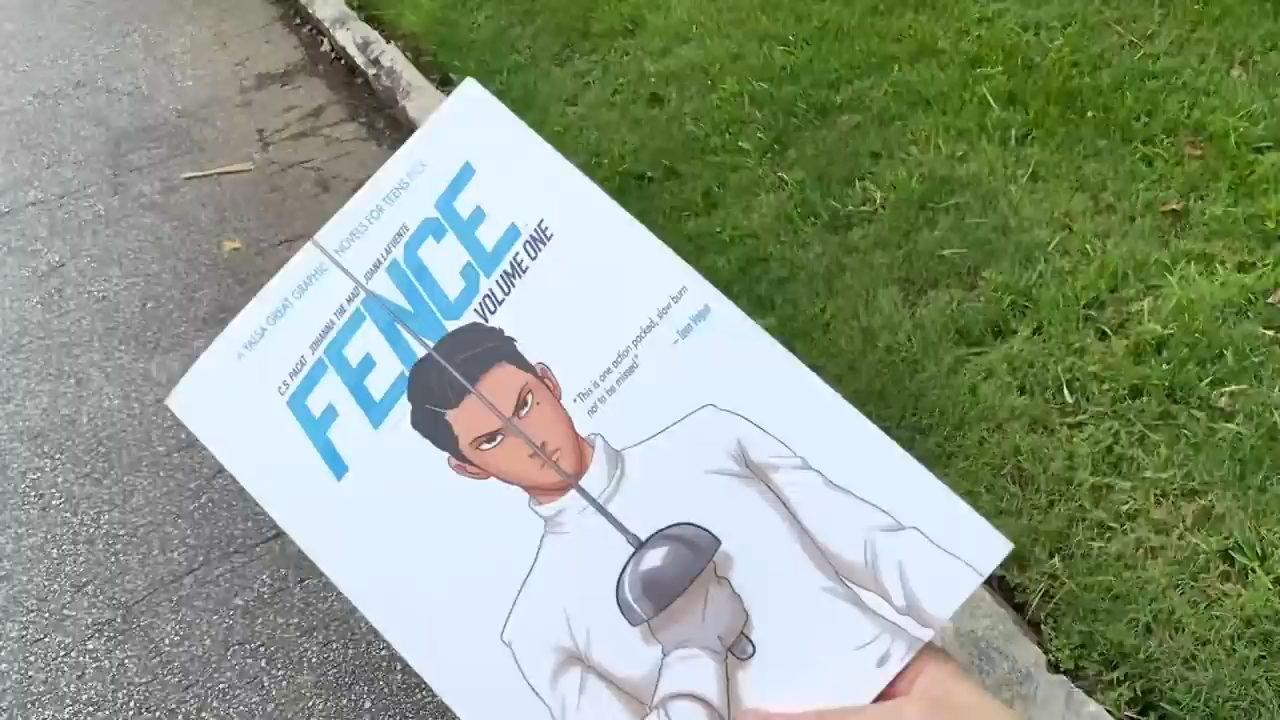 A YALSA GREAT GRAPHIC NOVELS FOR TEENS PICK
C.S. PACAT JOHANNA THE MAD JOANA LAFUENTE
FENCE
VOLUME ONE
"This is one action packed, slow burn
not to be missed."
— Teen Vogue